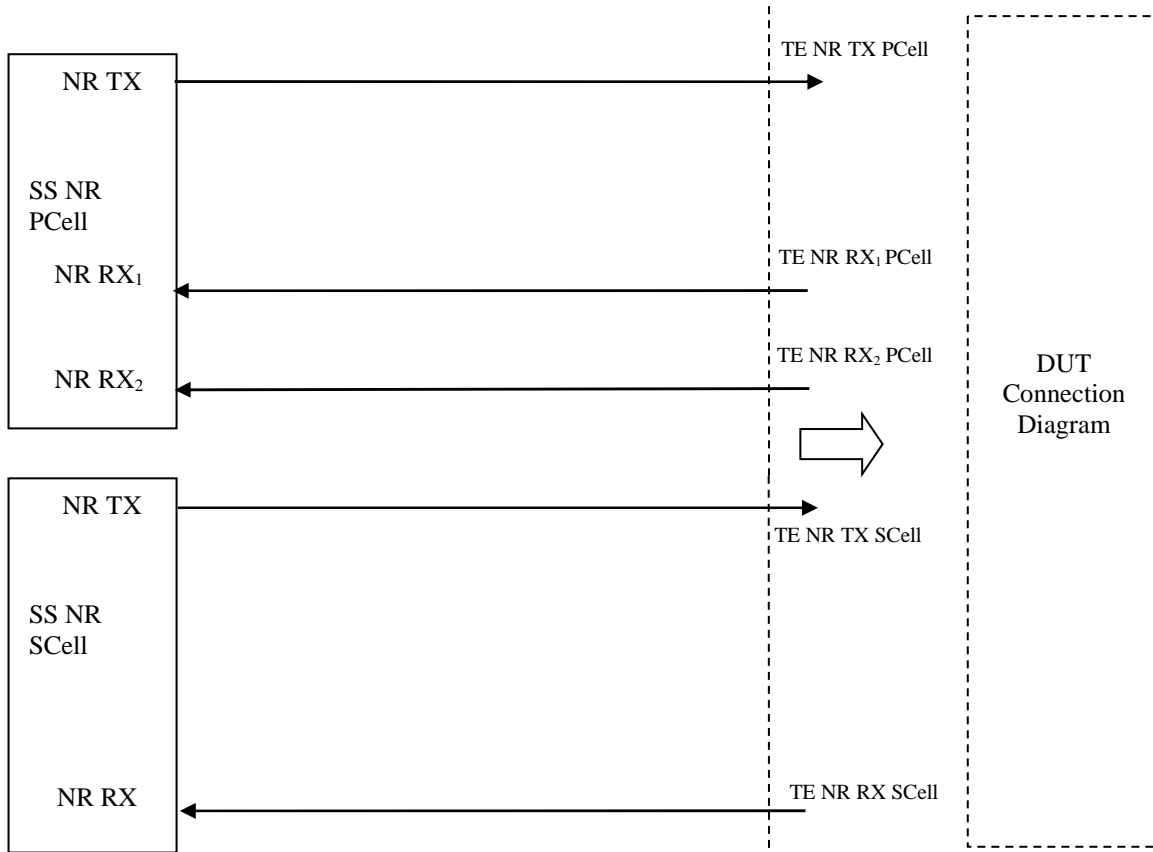 TE NR TX PCell
NR TX
SS NR
PCell
TE NR RX₁ PCell
NR RX₁
TE NR RX₂ PCell
NR RX₂
DUT
Connection
Diagram
NR TX
TE NR TX SCell
SS NR
SCell
TE NR RX SCell
NR RX